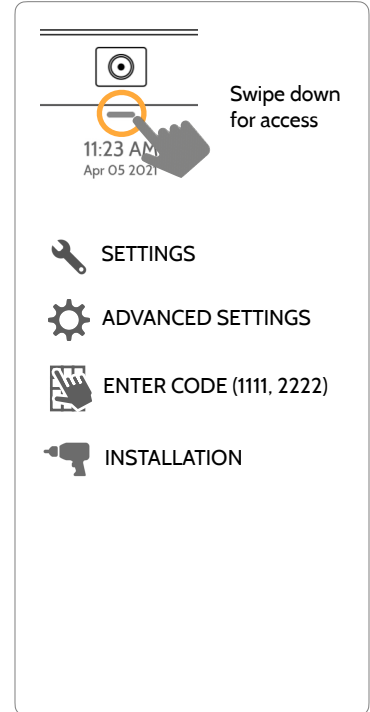 Swipe down
for access
11:23 AM
Apr 05 2021
SETTINGS
ADVANCED SETTINGS
ENTER CODE (1111, 2222)
INSTALLATION